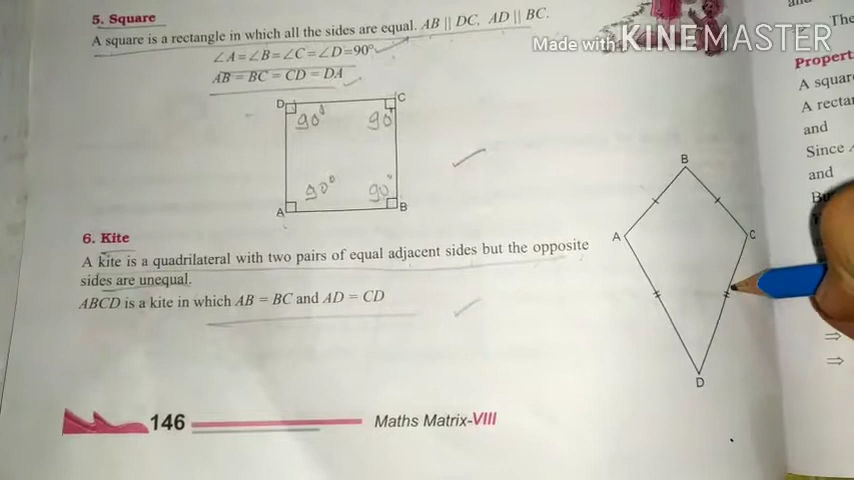 5. Square
A square is a rectangle in which all the sides are equal. AB || DC, AD || BC.
∠A=∠B=∠C=∠D=90°
AB = BC = CD = DA
D
C
90°
90°
90°
90°
A
B
6. Kite
A kite is a quadrilateral with two pairs of equal adjacent sides but the opposite
sides are unequal.
ABCD is a kite in which AB = BC and AD = CD
B
A
C
D
146
Maths Matrix-VIII
Made with KINEMASTER
The
Propert
A squar
A recta
and
Since
and
Bu
⇒
⇒